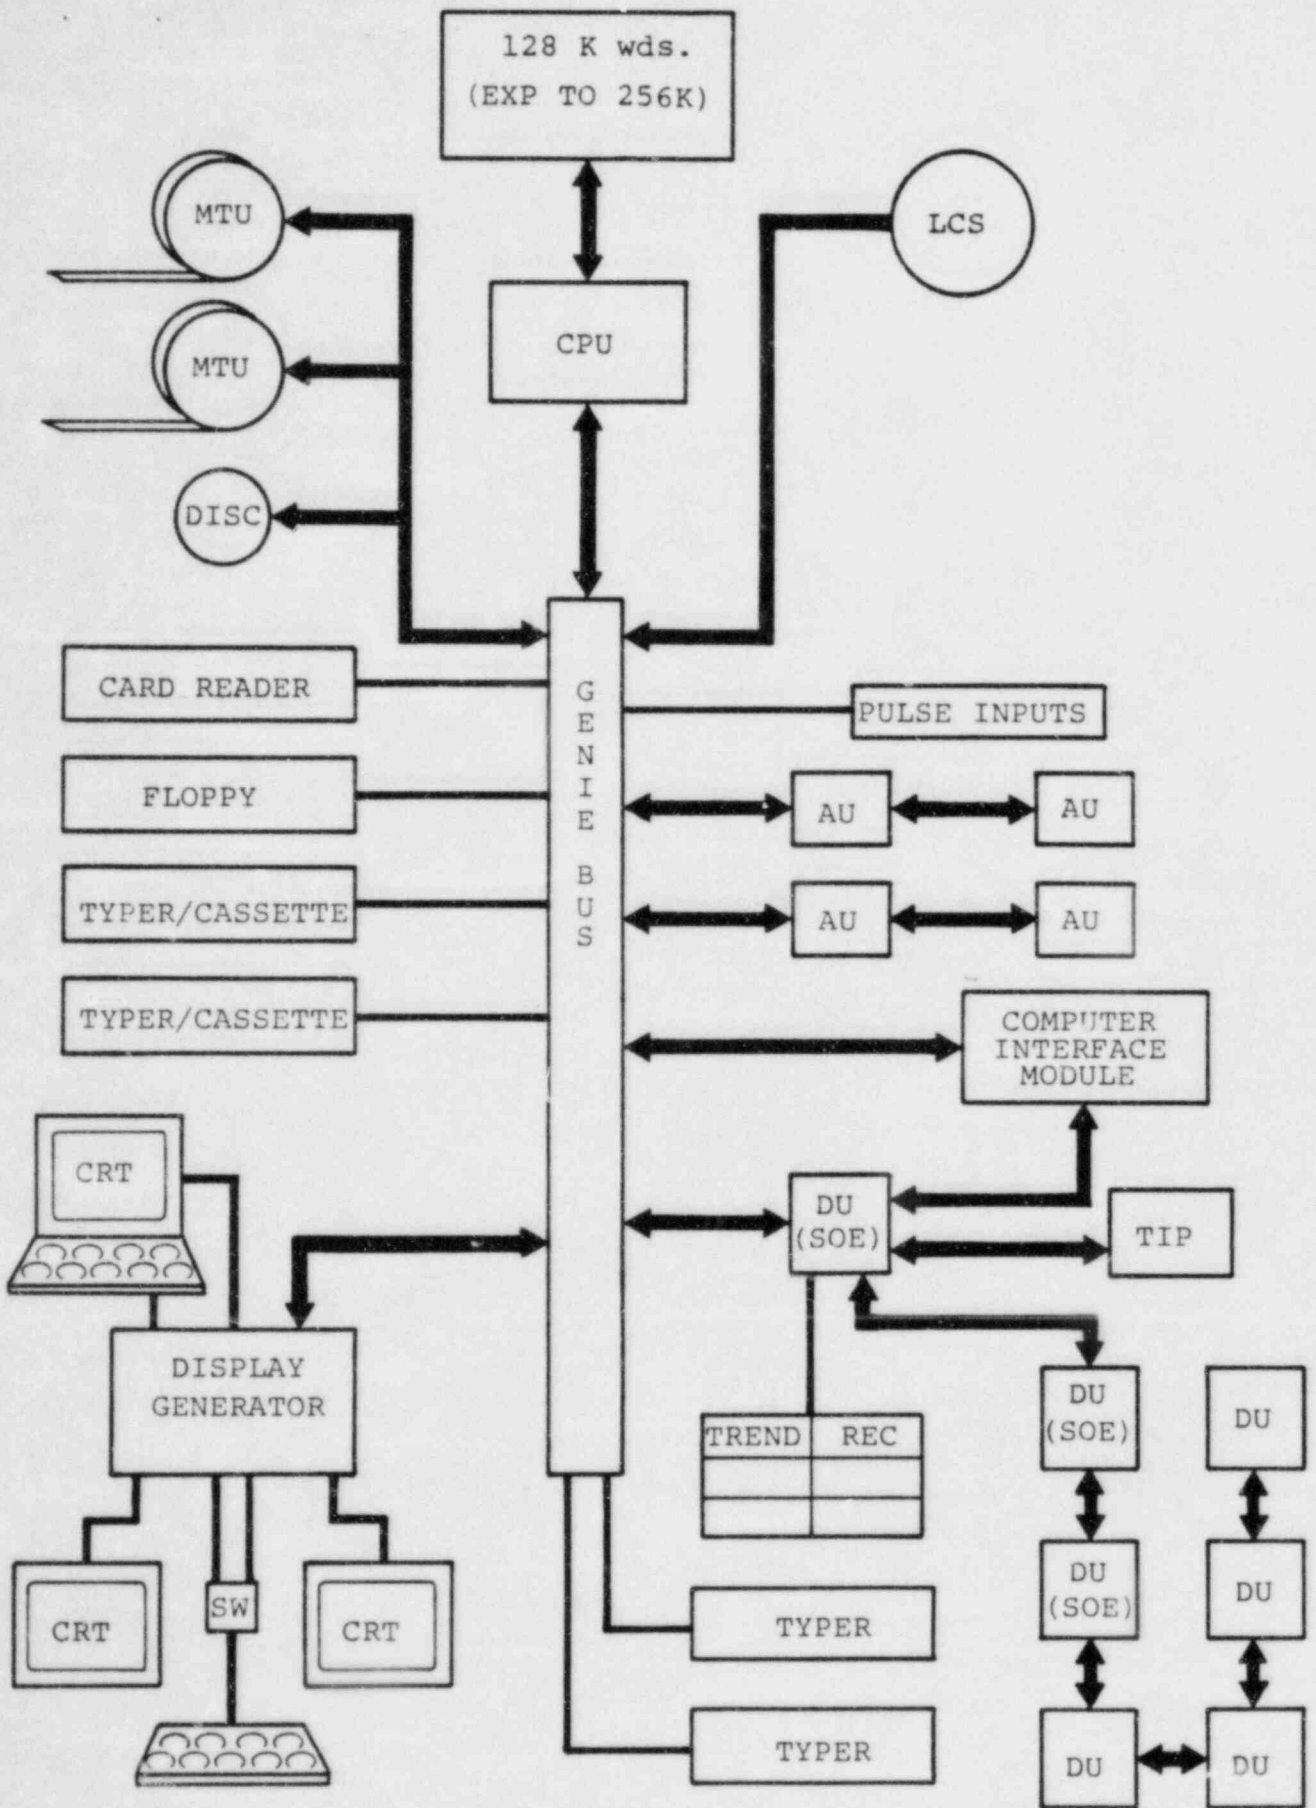 128 K wds.
(EXP TO 256K)
MTU
LCS
CPU
MTU
DISC
GENIE BUS
CARD READER
PULSE INPUTS
FLOPPY
AU
AU
TYPER/CASSETTE
AU
AU
TYPER/CASSETTE
COMPUTER
INTERFACE
MODULE
CRT
DU
(SOE)
TIP
DISPLAY
GENERATOR
TREND REC
DU
(SOE)
DU
DU
(SOE)
DU
CRT
SW
CRT
TYPER
TYPER
DU
DU